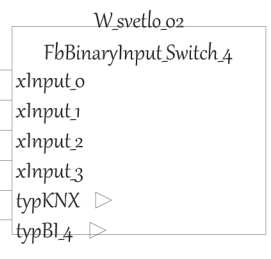 W_svetlo_02
FbBinaryInput_Switch_4
xInput_0
xInput_1
xInput_2
xInput_3
typKNX
typBI_4